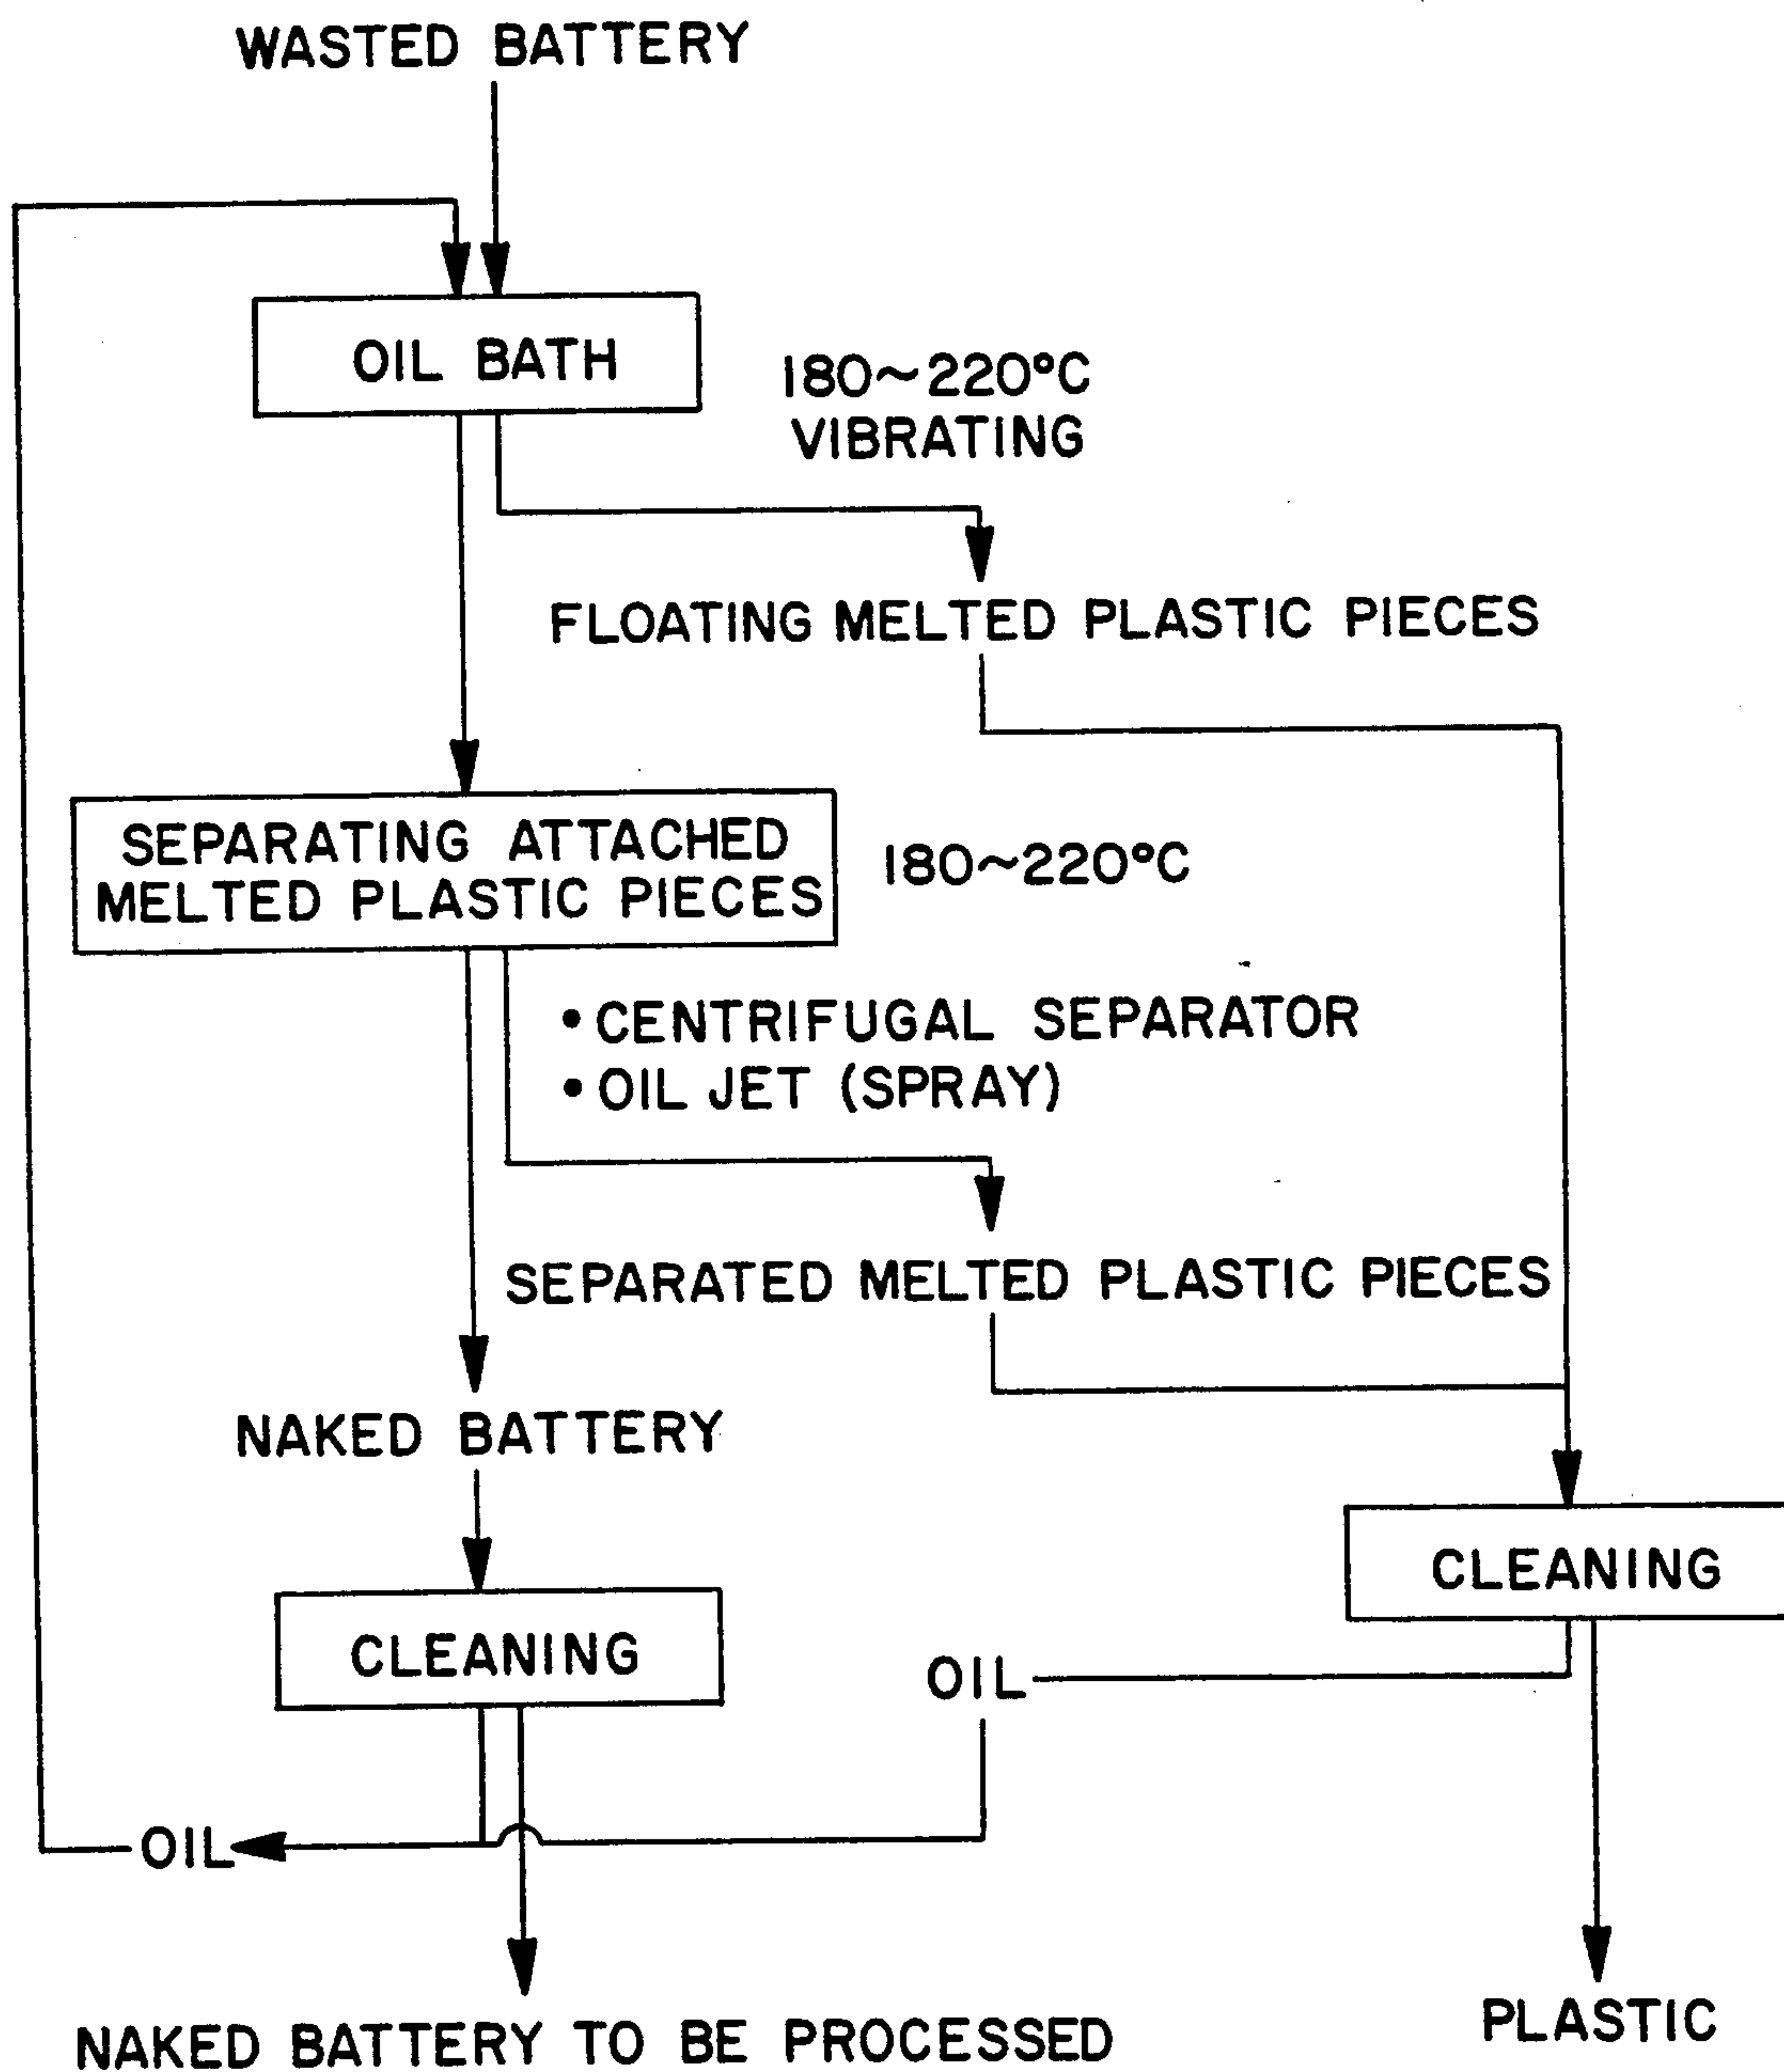 WASTED BATTERY
OIL BATH
180~220°C
VIBRATING
FLOATING MELTED PLASTIC PIECES
SEPARATING ATTACHED
MELTED PLASTIC PIECES
180~220°C
• CENTRIFUGAL SEPARATOR
• OIL JET (SPRAY)
SEPARATED MELTED PLASTIC PIECES
NAKED BATTERY
CLEANING
CLEANING
OIL
OIL
NAKED BATTERY TO BE PROCESSED
PLASTIC